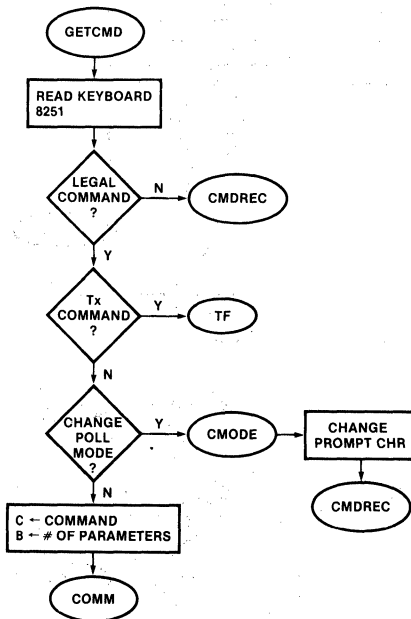 GETCMD
READ KEYBOARD
8251
LEGAL
COMMAND
?
N
CMDREC
Y
Tx
COMMAND
?
Y
TF
N
CHANGE
POLL
MODE
?
Y
CMODE
CHANGE
PROMPT CHR
CMDREC
N
C ← COMMAND
B ← # OF PARAMETERS
COMM